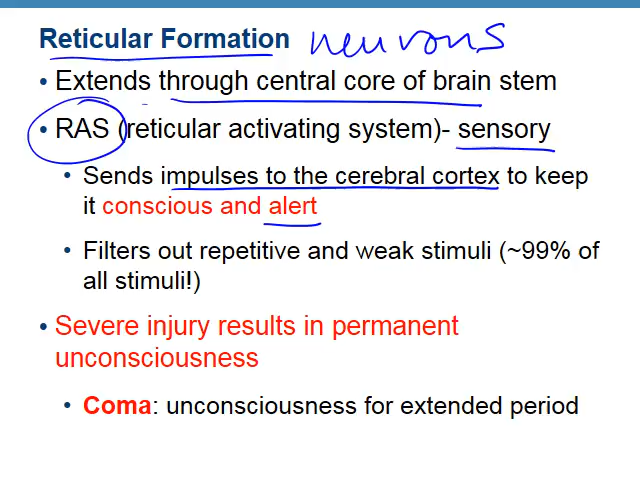 Reticular Formation neurons
• Extends through central core of brain stem
• RAS (reticular activating system)- sensory
• Sends impulses to the cerebral cortex to keep
it conscious and alert
• Filters out repetitive and weak stimuli (~99% of
all stimuli!)
• Severe injury results in permanent
unconsciousness
• Coma: unconsciousness for extended period